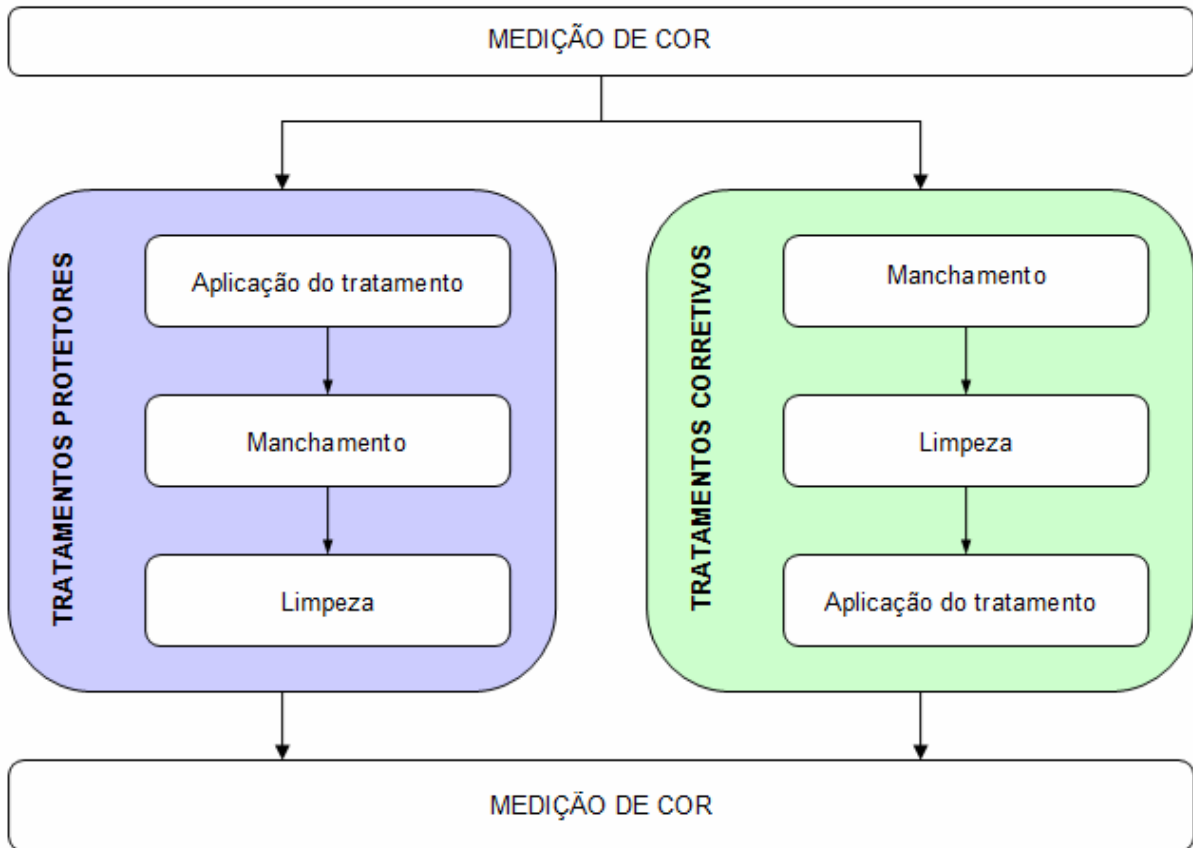 MEDIÇÃO DE COR
TRATAMENTOS PROTETORES
Aplicação do tratamento
Manchamento
Limpeza
TRATAMENTOS CORRETIVOS
Manchamento
Limpeza
Aplicação do tratamento
MEDIÇÃO DE COR